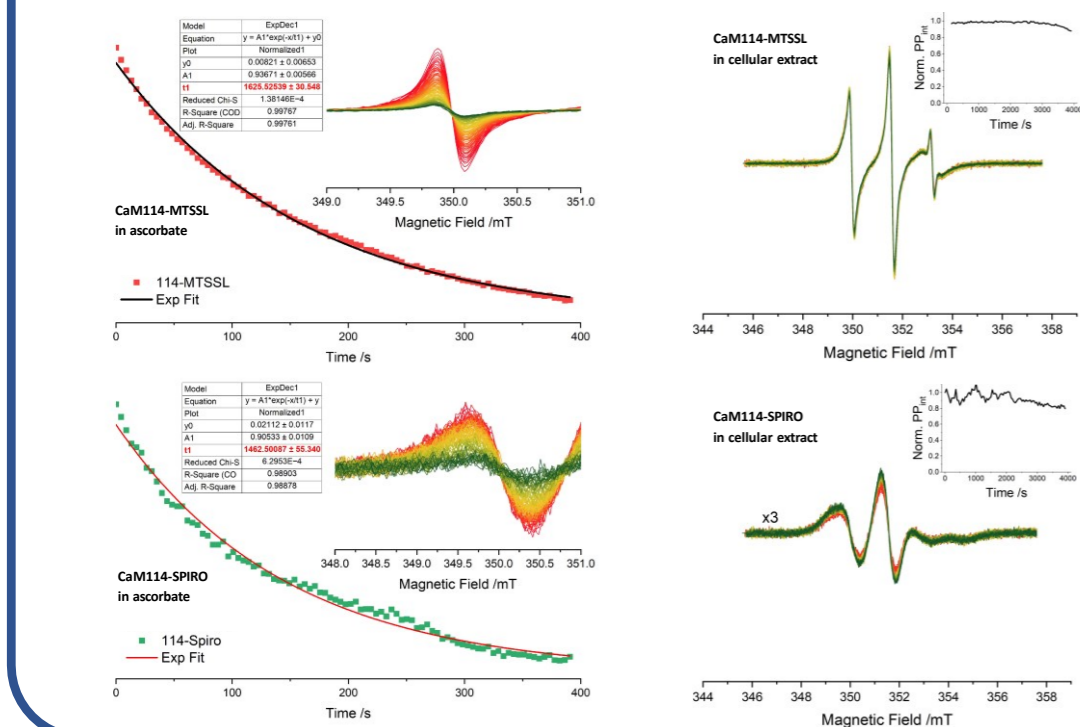 Model ExpDec1
Equation y = A1*exp(-x/t1) + y0
Plot Normalized1
y0 0.00821 ± 0.00653
A1 0.93671 ± 0.00566
t1 1625.52539 ± 30.548
Reduced Chi-S 1.38146E−4
R-Square (COD 0.99767
Adj. R-Square 0.99761
349.0 349.5 350.0 350.5 351.0
Magnetic Field /mT
CaM114-MTSSL
in ascorbate
114-MTSSL
Exp Fit
0 100 200 300 400
Time /s
CaM114-MTSSL
in cellular extract
Norm. PPint
1.0
0.8
0.6
0.4
0.2
0.0
0 1000 2000 3000 4000
Time /s
344 346 348 350 352 354 356 358
Magnetic Field /mT
Model ExpDec1
Equation y = A1*exp(-x/t1) + y
Plot Normalized1
y0 0.02112 ± 0.0117
A1 0.90533 ± 0.0109
t1 1462.50087 ± 55.340
Reduced Chi-S 6.2953E−4
R-Square (CO 0.98903
Adj. R-Square 0.98878
348.0 348.5 349.0 349.5 350.0 350.5 351.0
Magnetic Field /mT
CaM114-SPIRO
in ascorbate
114-Spiro
Exp Fit
0 100 200 300 400
Time /s
CaM114-SPIRO
in cellular extract
Norm. PPint
1.0
0.8
0.6
0.4
0.2
0.0
0 1000 2000 3000 4000
Time /s
x3
344 346 348 350 352 354 356 358
Magnetic Field /mT